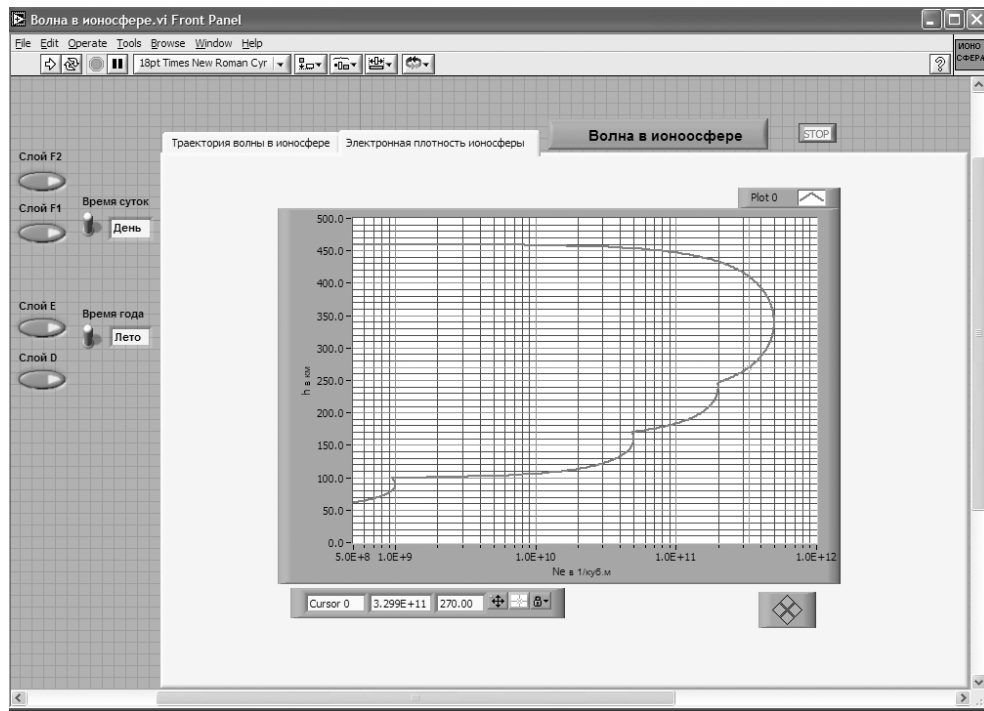 Волна в ионосфере.vi Front Panel
File Edit Operate Tools Browse Window Help
18pt Times New Roman Cyr
ИОНО
СФЕРА
Волна в ионоосфере
STOP
Траектория волны в ионосфере
Электронная плотность ионосферы
Слой F2
Слой F1
Время суток
День
Слой E
Время года
Лето
Слой D
Plot 0
500.0
450.0
400.0
350.0
300.0
250.0
200.0
150.0
100.0
50.0
0.0
h в км
5.0E+8 1.0E+9 1.0E+10 1.0E+11 1.0E+12
Ne в 1/куб.м
Cursor 0 3.299E+11 270.00